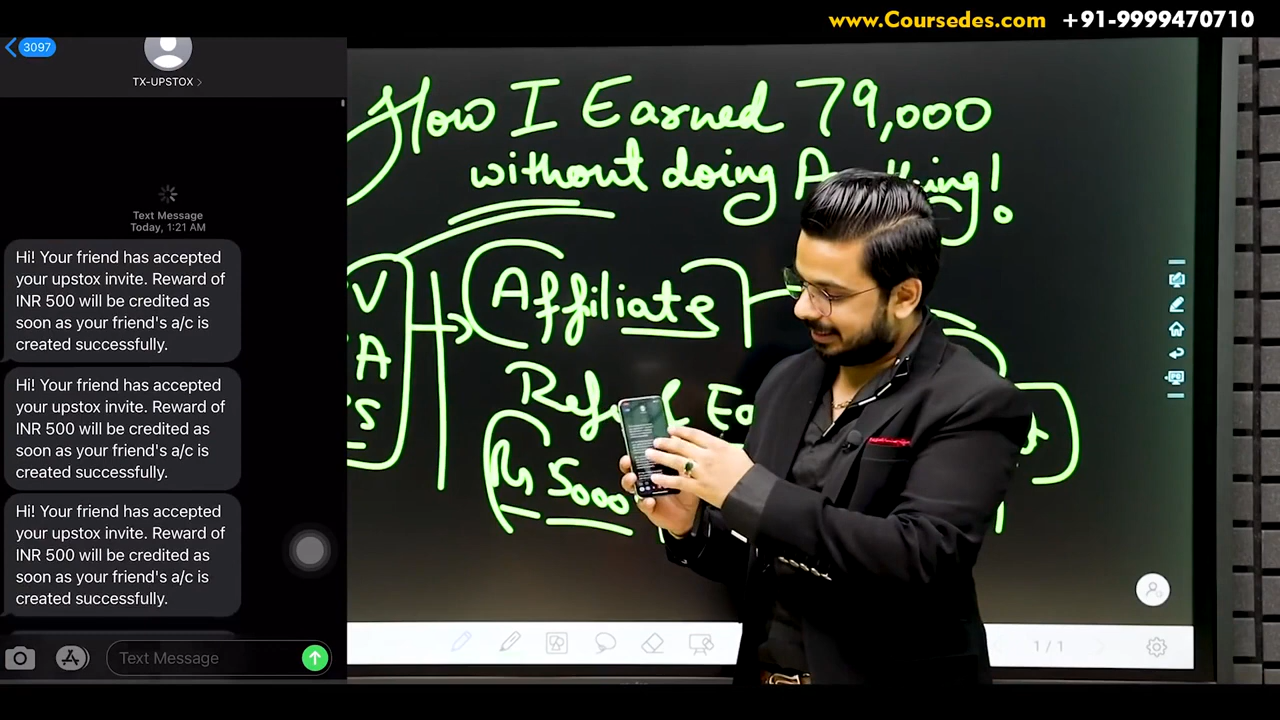 www.Coursedes.com +91-9999470710
3097
TX-UPSTOX
Text Message
Today, 1:21 AM
Hi! Your friend has accepted
your upstox invite. Reward of
INR 500 will be credited as
soon as your friend's a/c is
created successfully.
Hi! Your friend has accepted
your upstox invite. Reward of
INR 500 will be credited as
soon as your friend's a/c is
created successfully.
Hi! Your friend has accepted
your upstox invite. Reward of
INR 500 will be credited as
soon as your friend's a/c is
created successfully.
Text Message
How I Earned 79,000
without doing
Affiliate
Rs 5000
1/1